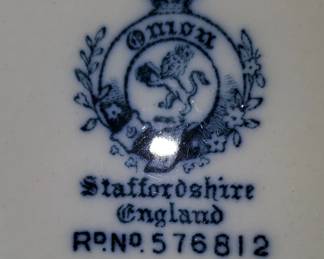 Onion
Staffordshire
England
RD. NO. 576812